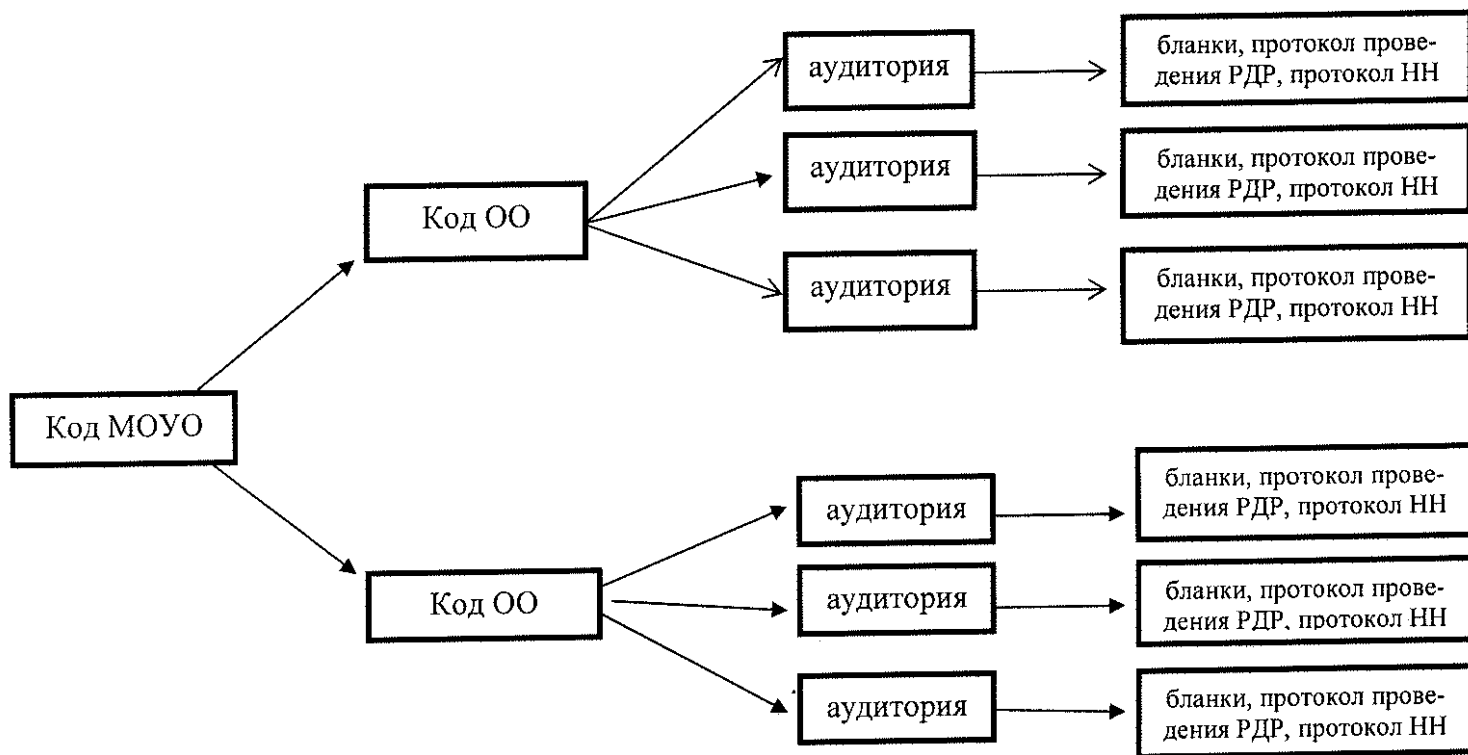 аудитория
бланки, протокол прове-
дения РДР, протокол НН
аудитория
бланки, протокол прове-
дения РДР, протокол НН
Код ОО
аудитория
бланки, протокол прове-
дения РДР, протокол НН
Код МОУО
аудитория
бланки, протокол прове-
дения РДР, протокол НН
Код ОО
аудитория
бланки, протокол прове-
дения РДР, протокол НН
аудитория
бланки, протокол прове-
дения РДР, протокол НН